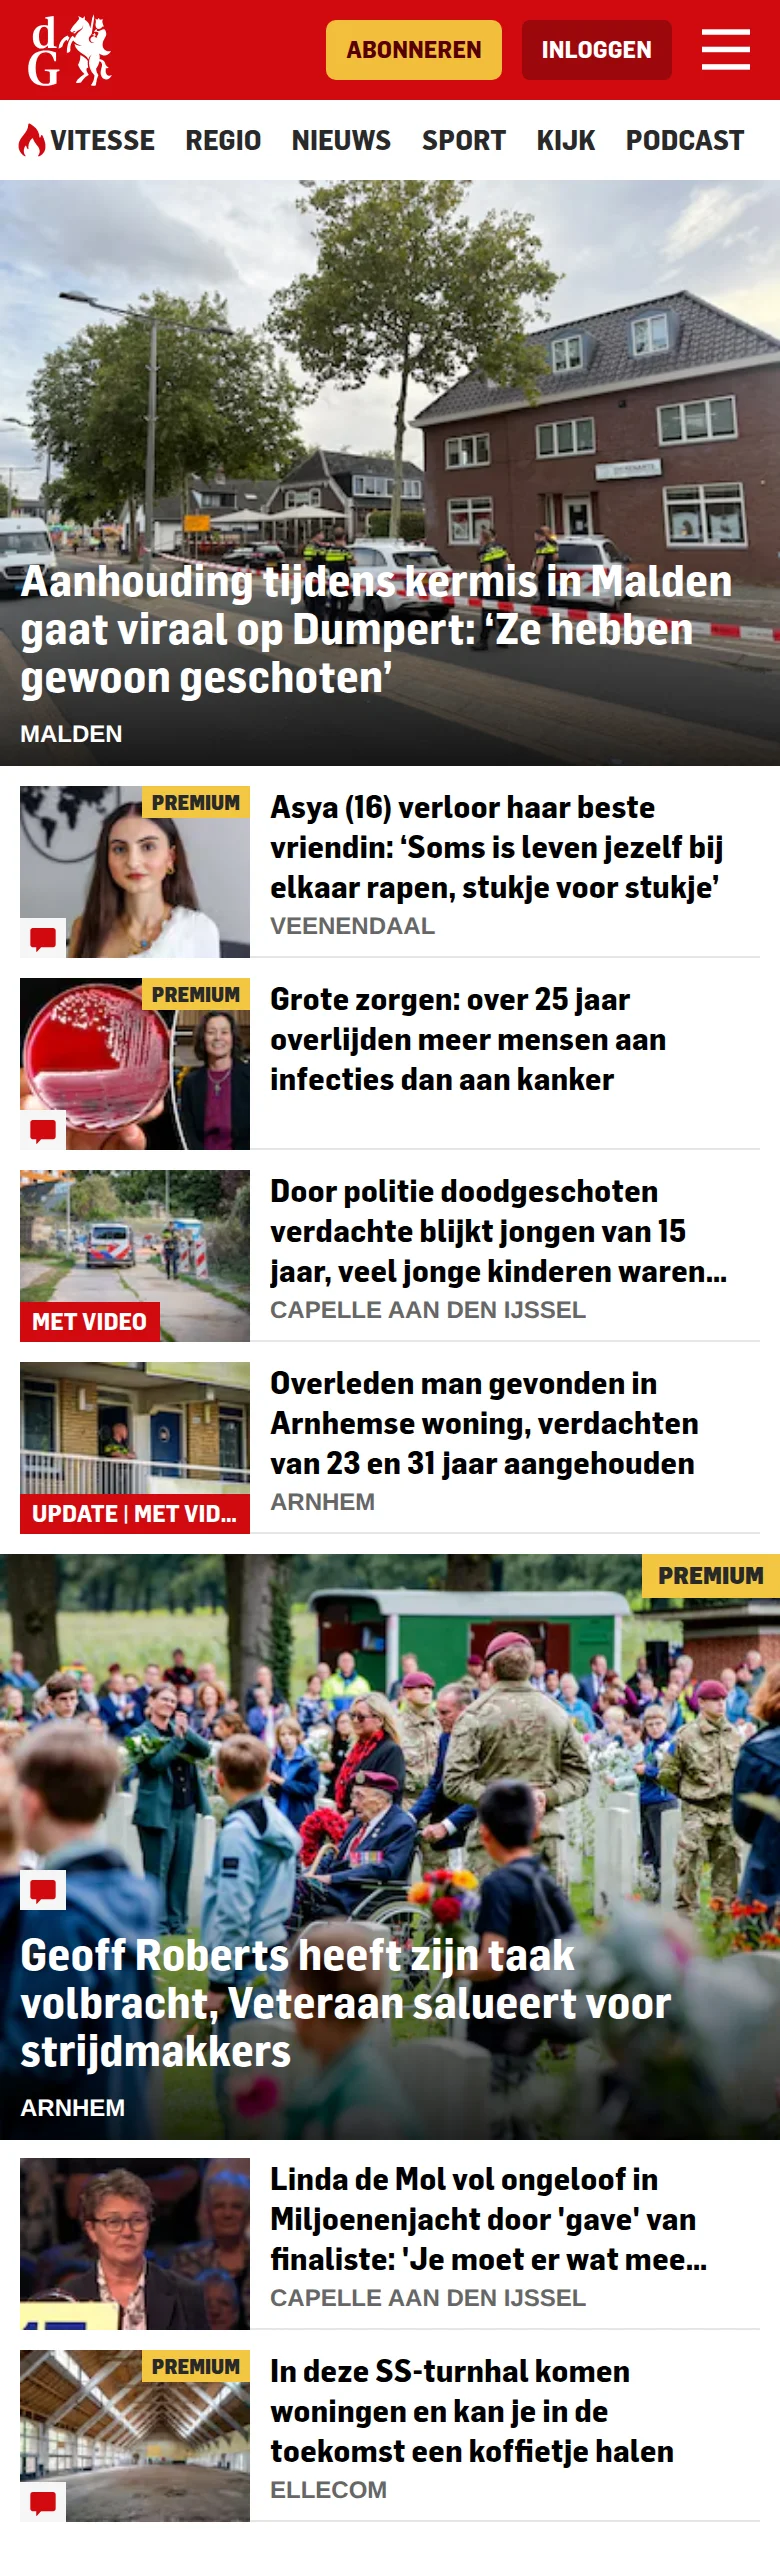 dG
ABONNEREN
INLOGGEN
VITESSE REGIO NIEUWS SPORT KIJK PODCAST
Aanhouding tijdens kermis in Malden
gaat viraal op Dumpert: ‘Ze hebben
gewoon geschoten’
MALDEN
PREMIUM
Asya (16) verloor haar beste
vriendin: ‘Soms is leven jezelf bij
elkaar rapen, stukje voor stukje’
VEENENDAAL
PREMIUM
Grote zorgen: over 25 jaar
overlijden meer mensen aan
infecties dan aan kanker
MET VIDEO
Door politie doodgeschoten
verdachte blijkt jongen van 15
jaar, veel jonge kinderen waren...
CAPELLE AAN DEN IJSSEL
UPDATE | MET VID...
Overleden man gevonden in
Arnhemse woning, verdachten
van 23 en 31 jaar aangehouden
ARNHEM
PREMIUM
Geoff Roberts heeft zijn taak
volbracht, Veteraan salueert voor
strijdmakkers
ARNHEM
Linda de Mol vol ongeloof in
Miljoenenjacht door 'gave' van
finaliste: 'Je moet er wat mee...
CAPELLE AAN DEN IJSSEL
PREMIUM
In deze SS-turnhal komen
woningen en kan je in de
toekomst een koffietje halen
ELLECOM